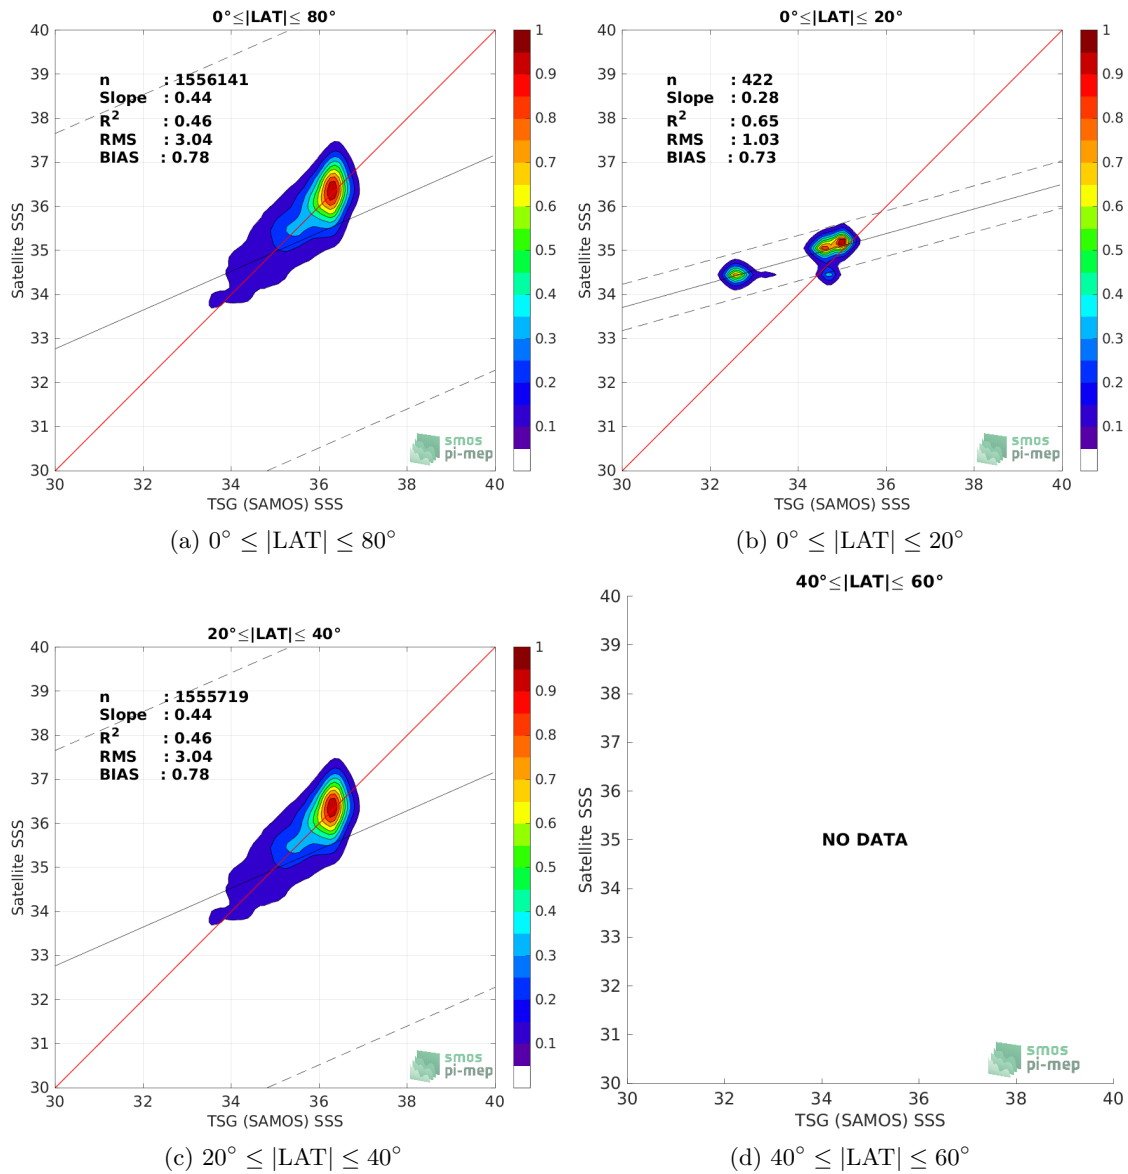 0°≤|LAT|≤ 80°
40
39
38
37
36
35
34
33
32
31
30
Satellite SSS
n : 1556141
Slope : 0.44
R2 : 0.46
RMS : 3.04
BIAS : 0.78
smos
pi-mep
30 32 34 36 38 40
TSG (SAMOS) SSS
1
0.9
0.8
0.7
0.6
0.5
0.4
0.3
0.2
0.1
(a) 0° ≤ |LAT| ≤ 80°
0°≤|LAT|≤ 20°
40
39
38
37
36
35
34
33
32
31
30
Satellite SSS
n : 422
Slope : 0.28
R2 : 0.65
RMS : 1.03
BIAS : 0.73
smos
pi-mep
30 32 34 36 38 40
TSG (SAMOS) SSS
1
0.9
0.8
0.7
0.6
0.5
0.4
0.3
0.2
0.1
(b) 0° ≤ |LAT| ≤ 20°
20°≤|LAT|≤ 40°
40
39
38
37
36
35
34
33
32
31
30
Satellite SSS
n : 1555719
Slope : 0.44
R2 : 0.46
RMS : 3.04
BIAS : 0.78
smos
pi-mep
30 32 34 36 38 40
TSG (SAMOS) SSS
1
0.9
0.8
0.7
0.6
0.5
0.4
0.3
0.2
0.1
(c) 20° ≤ |LAT| ≤ 40°
40°≤|LAT|≤ 60°
40
39
38
37
36
35
34
33
32
31
30
Satellite SSS
NO DATA
smos
pi-mep
30 32 34 36 38 40
TSG (SAMOS) SSS
(d) 40° ≤ |LAT| ≤ 60°